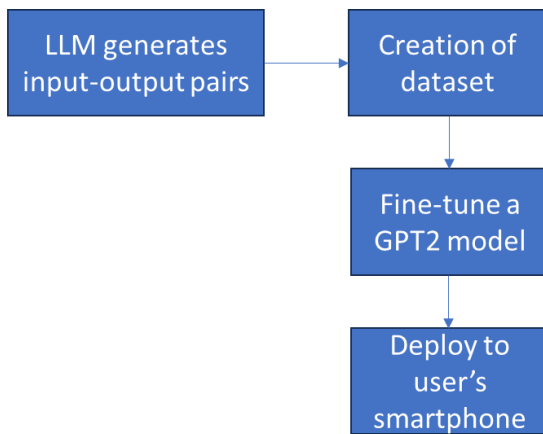 LLM generates
input-output pairs
Creation of
dataset
Fine-tune a
GPT2 model
Deploy to
user's
smartphone